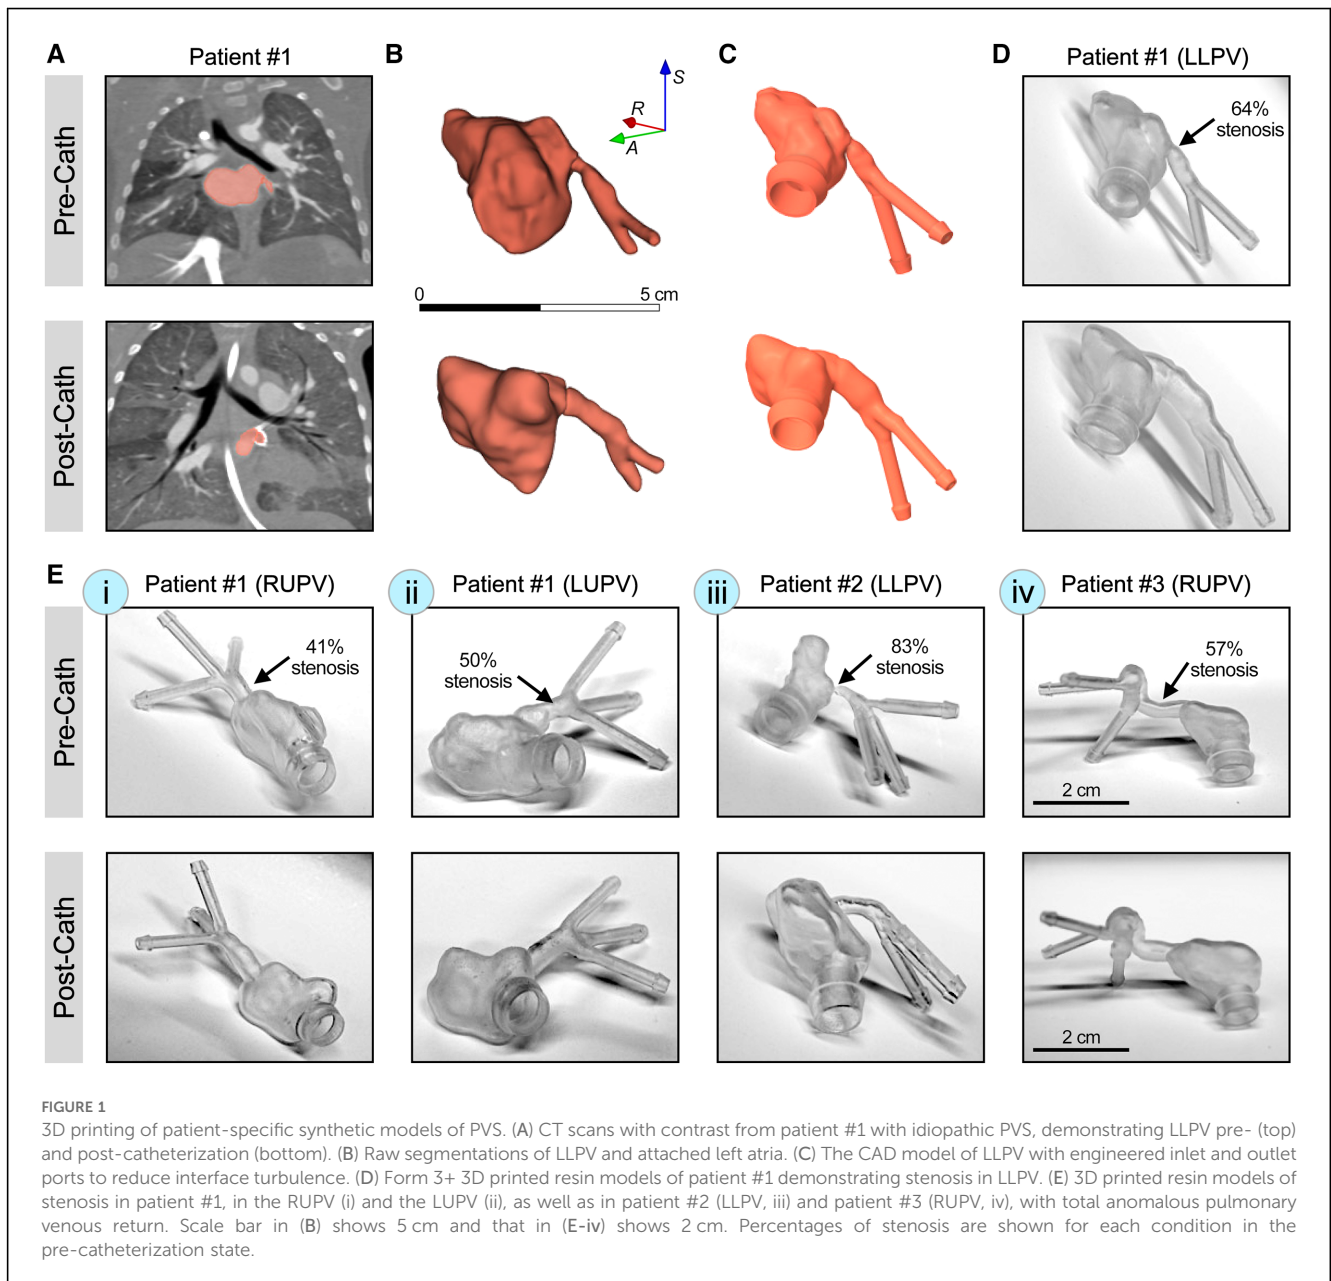 A
Patient #1
B
C
D
Patient #1 (LLPV)
Pre-Cath
S
R
A
64%
stenosis
0
5 cm
Post-Cath
E
i
Patient #1 (RUPV)
ii
Patient #1 (LUPV)
iii
Patient #2 (LLPV)
iv
Patient #3 (RUPV)
Pre-Cath
41%
stenosis
50%
stenosis
83%
stenosis
57%
stenosis
2 cm
Post-Cath
2 cm
FIGURE 1
3D printing of patient-specific synthetic models of PVS. (A) CT scans with contrast from patient #1 with idiopathic PVS, demonstrating LLPV pre- (top)
and post-catheterization (bottom). (B) Raw segmentations of LLPV and attached left atria. (C) The CAD model of LLPV with engineered inlet and outlet
ports to reduce interface turbulence. (D) Form 3+ 3D printed resin models of patient #1 demonstrating stenosis in LLPV. (E) 3D printed resin models of
stenosis in patient #1, in the RUPV (i) and the LUPV (ii), as well as in patient #2 (LLPV, iii) and patient #3 (RUPV, iv), with total anomalous pulmonary
venous return. Scale bar in (B) shows 5 cm and that in (E-iv) shows 2 cm. Percentages of stenosis are shown for each condition in the
pre-catheterization state.